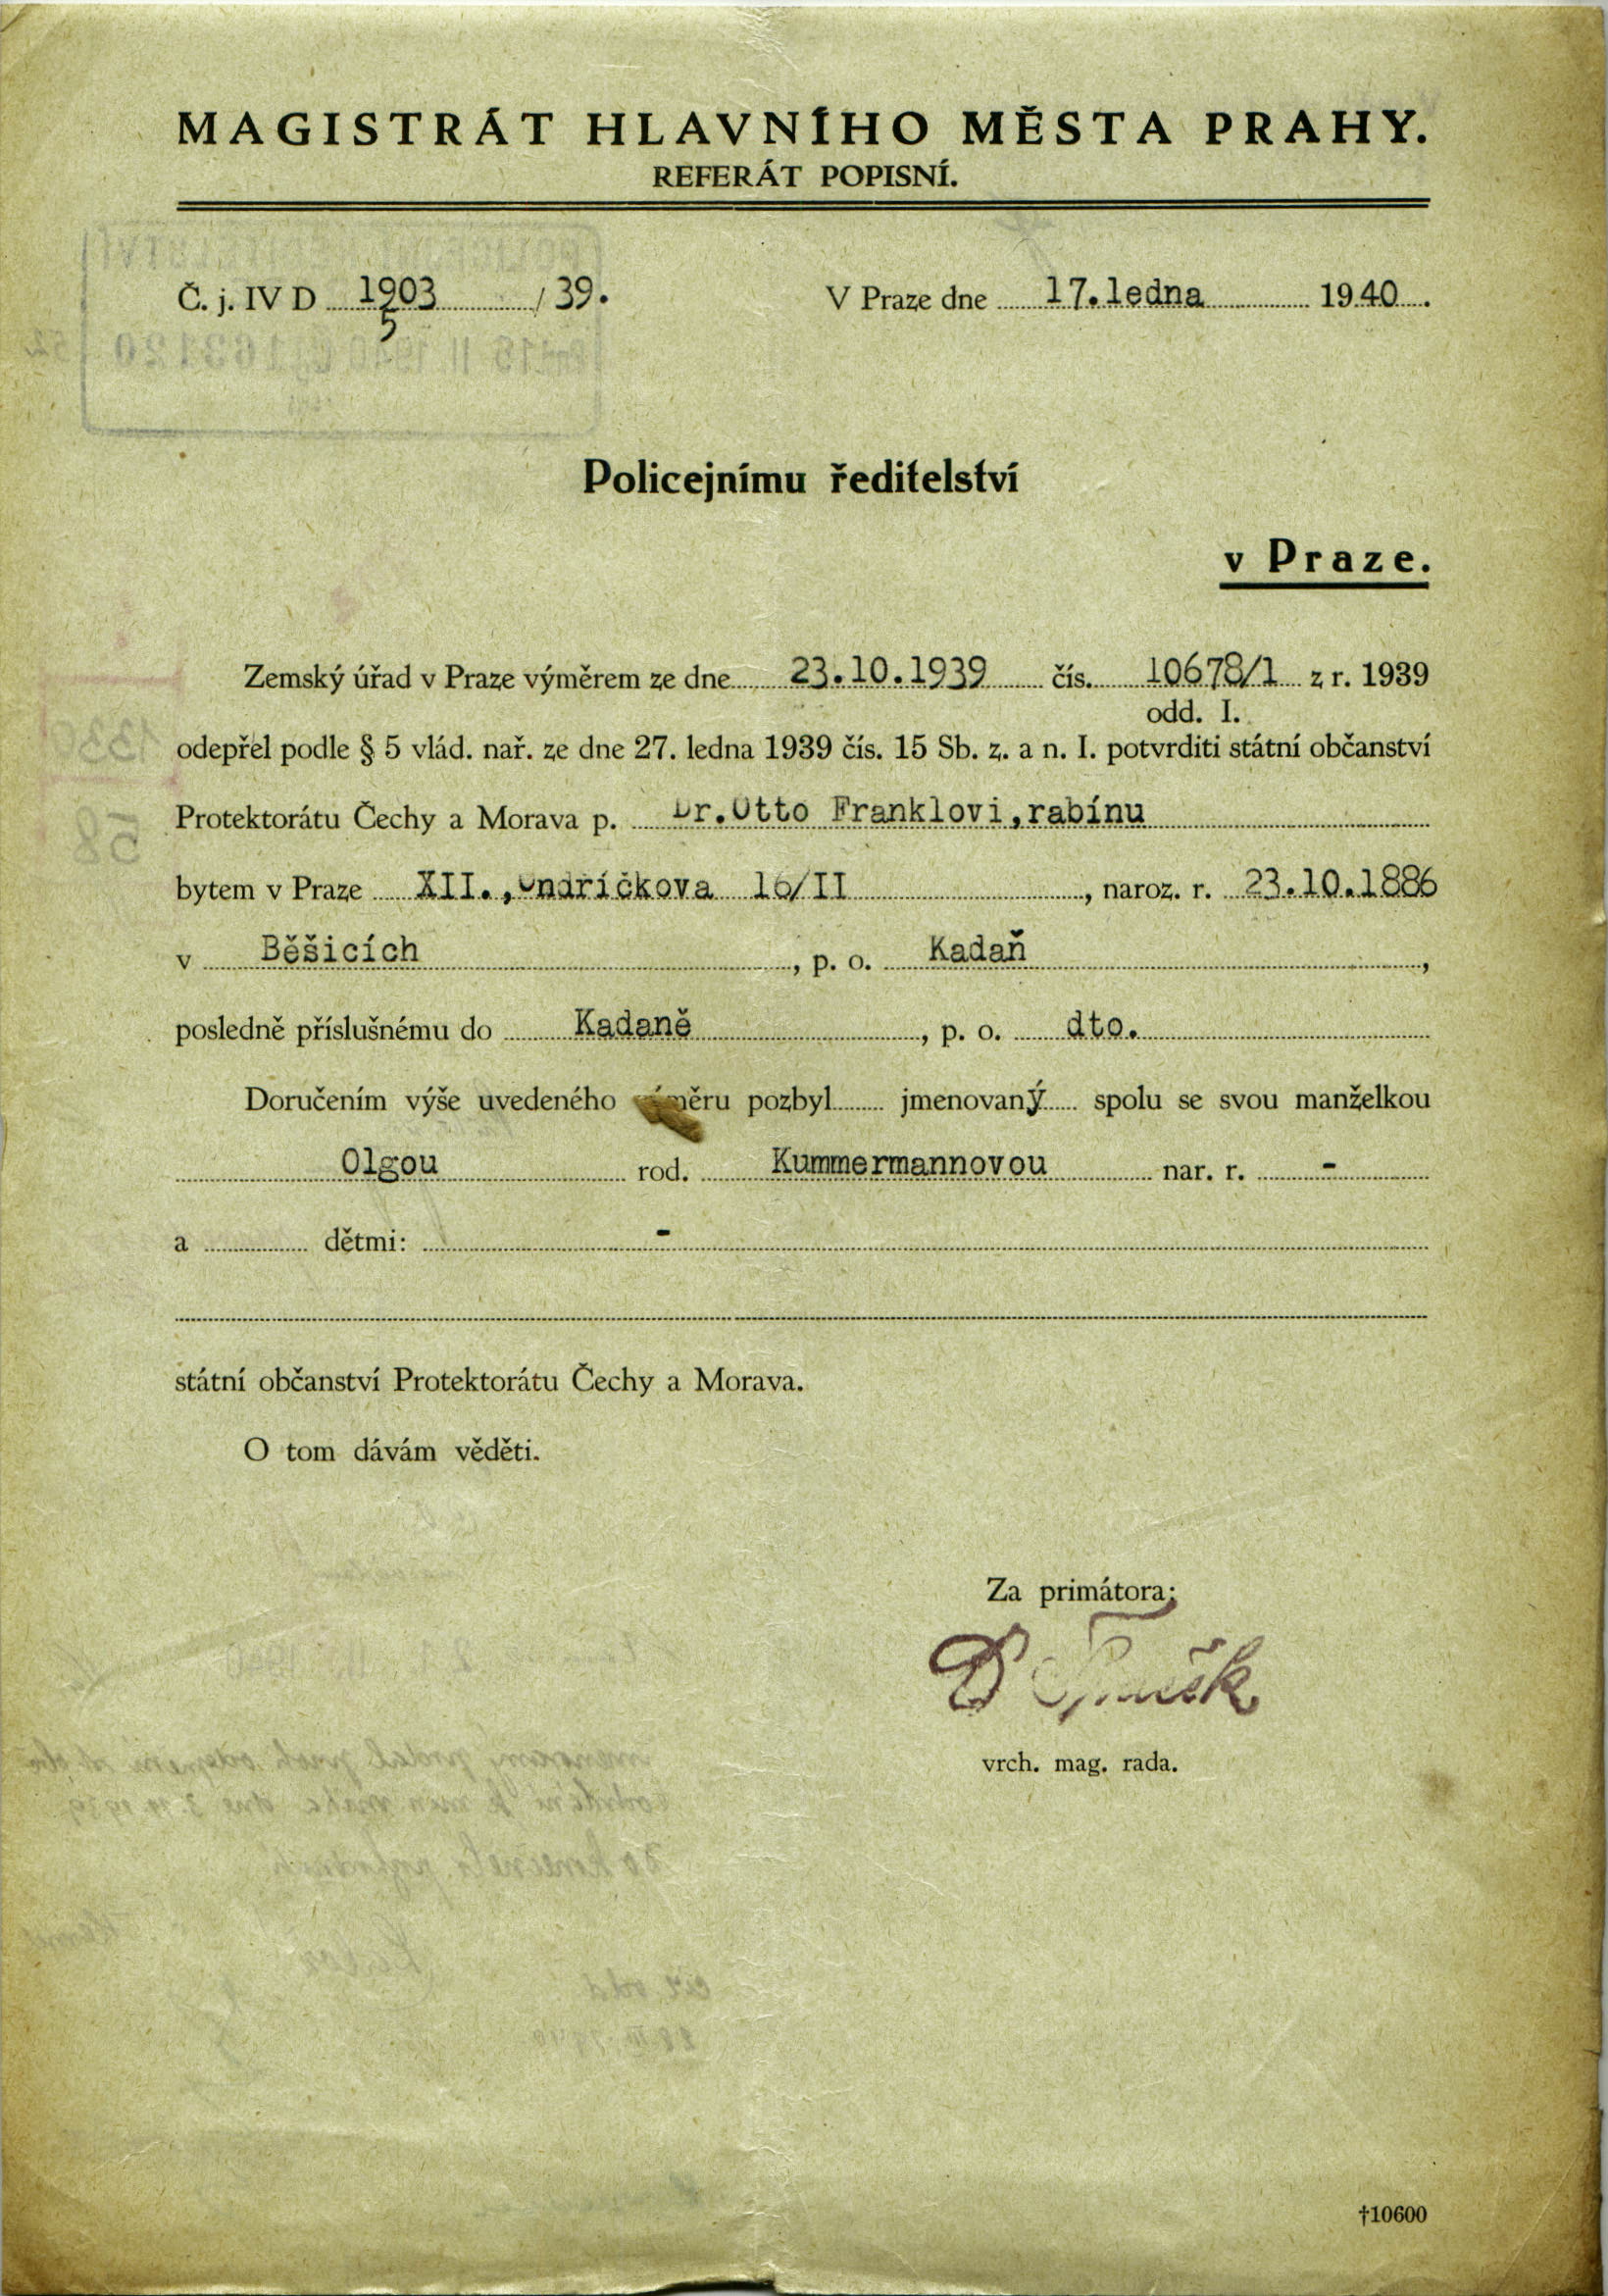 MAGISTRÁT HLAVNÍHO MĚSTA PRAHY.
REFERÁT POPISNÍ.
Č. j. IV D 1903 / 39. V Praze dne 17.ledna 1940.
5
Policejnímu ředitelství
v Praze.
Zemský úřad v Praze výměrem ze dne 23.10.1939 čís. 10678/1 z r. 1939
odd. I.
odepřel podle § 5 vlád. nař. ze dne 27. ledna 1939 čís. 15 Sb. z. a n. I. potvrditi státní občanství
Protektorátu Čechy a Morava p. Dr.Otto Franklovi,rabínu
bytem v Praze XII.,Ondříčkova 16/II, naroz. r. 23.10.1886
v Běšicích, p. o. Kadaň,
posledně příslušnému do Kadaně, p. o. dto.
Doručením výše uvedeného výměru pozbyl jmenovaný spolu se svou manželkou
Olgou rod. Kummermannovou nar. r. -
a dětmi: -
státní občanství Protektorátu Čechy a Morava.
O tom dávám věděti.
Za primátora:
vrch. mag. rada.
†10600